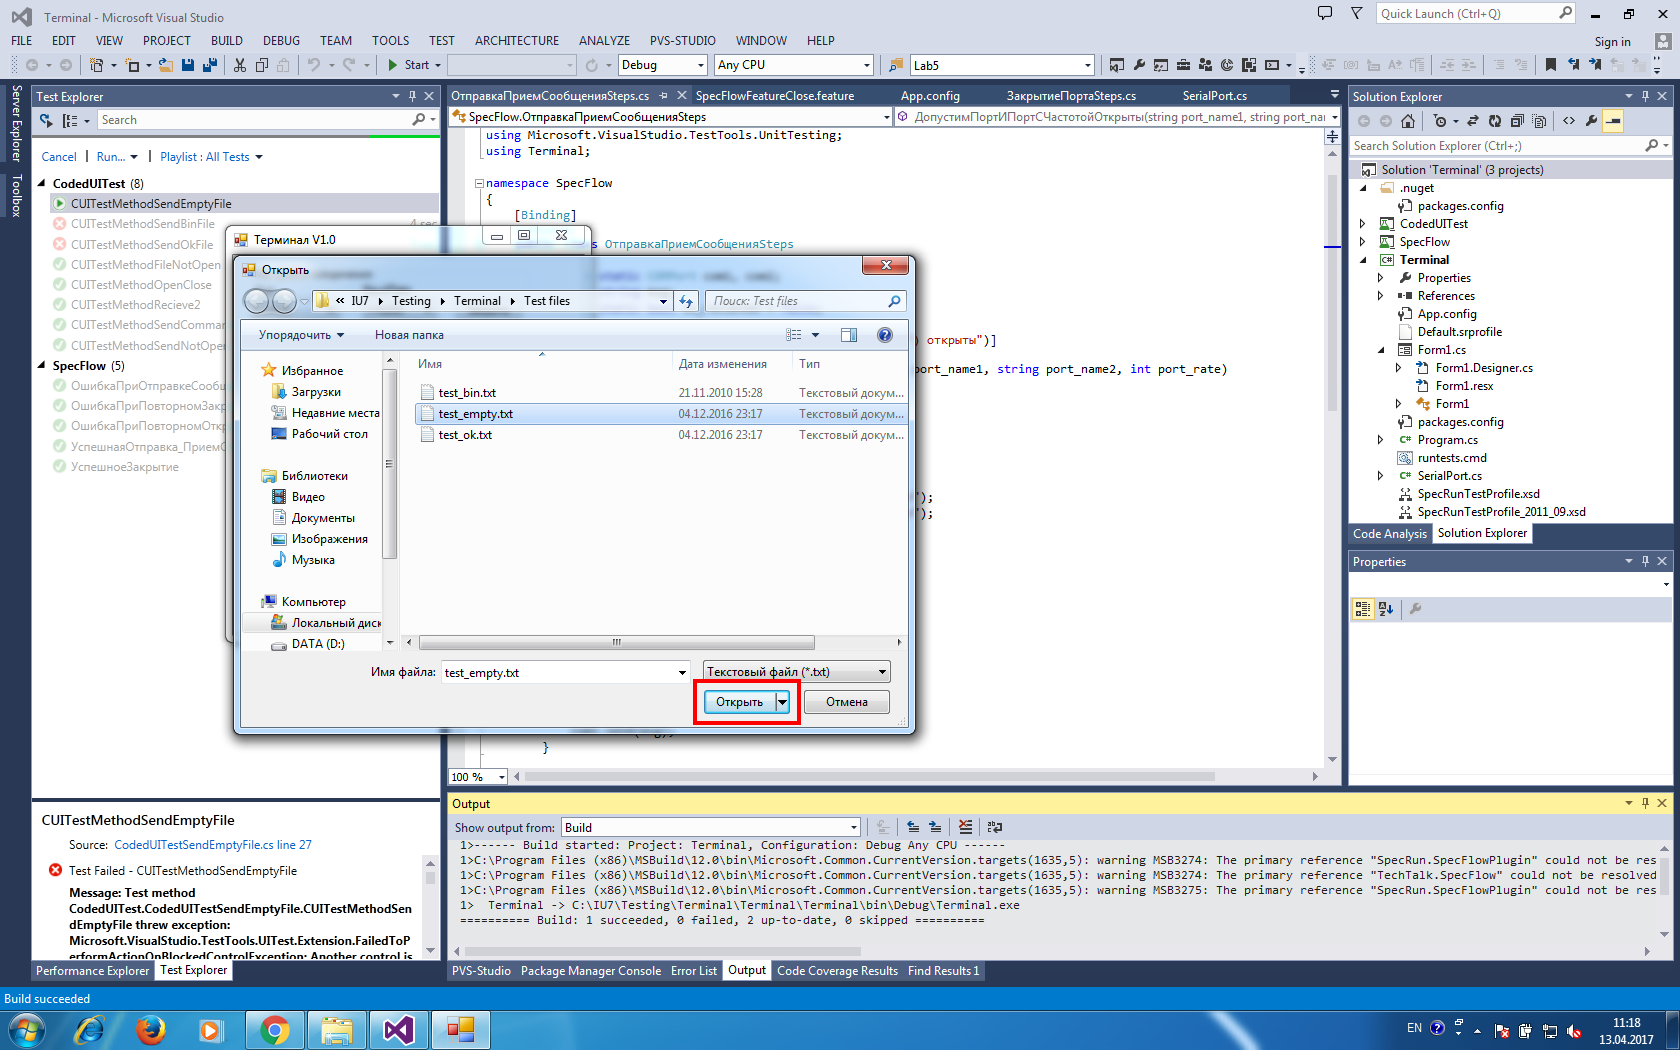 Terminal - Microsoft Visual Studio
Quick Launch (Ctrl+Q)
FILE EDIT VIEW PROJECT BUILD DEBUG TEAM TOOLS TEST ARCHITECTURE ANALYZE PVS-STUDIO WINDOW HELP
Sign in
Start Debug Any CPU Lab5
Server Explorer
Toolbox
Test Explorer
Search
Cancel | Run... | Playlist : All Tests
CodedUITest (8)
CUITestMethodSendEmptyFile
CUITestMethodSendBinFile 4 sec
CUITestMethodSendOkFile
CUITestMethodFileNotOpen
CUITestMethodOpenClose
CUITestMethodRecieve2
CUITestMethodSendComman
CUITestMethodSendNotOpen
SpecFlow (5)
ОшибкаПриОтправкеСообщ
ОшибкаПриПовторномЗакр
ОшибкаПриПовторномОткр
УспешнаяОтправка_ПриемС
УспешноеЗакрытие
CUITestMethodSendEmptyFile
Source: CodedUITestSendEmptyFile.cs line 27
Test Failed - CUITestMethodSendEmptyFile
Message: Test method
CodedUITest.CodedUITestSendEmptyFile.CUITestMethodSen
dEmptyFile threw exception:
Microsoft.VisualStudio.TestTools.UITest.Extension.FailedToP
erformActionOnBlockedControlException: Another control is
Performance Explorer Test Explorer
ОтправкаПриемСообщенияSteps.cs SpecFlowFeatureClose.feature App.config ЗакрытиеПортаSteps.cs SerialPort.cs
SpecFlow.ОтправкаПриемСообщенияSteps ДопустимПортИПортСЧастотойОткрыты(string port_name1, string port_nar
using Microsoft.VisualStudio.TestTools.UnitTesting;
using Terminal;
namespace SpecFlow
{
[Binding]
s ОтправкаПриемСообщенияSteps
) открыты")]
ort_name1, string port_name2, int port_rate)
");
");
}
100 %
Терминал V1.0
Открыть
« IU7 Testing Terminal Test files
Поиск: Test files
Упорядочить Новая папка
Имя Дата изменения Тип
test_bin.txt 21.11.2010 15:28 Текстовый докум...
test_empty.txt 04.12.2016 23:17 Текстовый докум...
test_ok.txt 04.12.2016 23:17 Текстовый докум...
Избранное
Загрузки
Недавние места
Рабочий стол
Библиотеки
Видео
Документы
Изображения
Музыка
Компьютер
Локальный диск
DATA (D:)
Имя файла: test_empty.txt Текстовый файл (*.txt)
Открыть Отмена
Output
Show output from: Build
1>------ Build started: Project: Terminal, Configuration: Debug Any CPU ------
1>C:\Program Files (x86)\MSBuild\12.0\bin\Microsoft.Common.CurrentVersion.targets(1635,5): warning MSB3274: The primary reference "SpecRun.SpecFlowPlugin" could not be res
1>C:\Program Files (x86)\MSBuild\12.0\bin\Microsoft.Common.CurrentVersion.targets(1635,5): warning MSB3274: The primary reference "TechTalk.SpecFlow" could not be resolved
1>C:\Program Files (x86)\MSBuild\12.0\bin\Microsoft.Common.CurrentVersion.targets(1635,5): warning MSB3275: The primary reference "SpecRun.SpecFlowPlugin" could not be res
1> Terminal -> C:\IU7\Testing\Terminal\Terminal\Terminal\bin\Debug\Terminal.exe
========== Build: 1 succeeded, 0 failed, 2 up-to-date, 0 skipped ==========
PVS-Studio Package Manager Console Error List Output Code Coverage Results Find Results 1
Solution Explorer
Search Solution Explorer (Ctrl+;)
Solution 'Terminal' (3 projects)
.nuget
packages.config
CodedUITest
SpecFlow
Terminal
Properties
References
App.config
Default.srprofile
Form1.cs
Form1.Designer.cs
Form1.resx
Form1
packages.config
Program.cs
runtests.cmd
SerialPort.cs
SpecRunTestProfile.xsd
SpecRunTestProfile_2011_09.xsd
Code Analysis Solution Explorer
Properties
Build succeeded
EN
11:18
13.04.2017